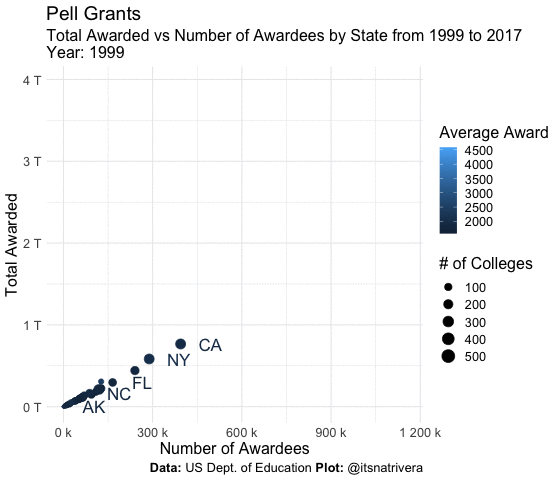 Pell Grants
Total Awarded vs Number of Awardees by State from 1999 to 2017
Year: 1999
4 T
3 T
2 T
1 T
0 T
Total Awarded
CA
NY
FL
NC
AK
0 k
300 k
600 k
900 k
1 200 k
Number of Awardees
Average Award
4500
4000
3500
3000
2500
2000
# of Colleges
100
200
300
400
500
Data: US Dept. of Education Plot: @itsnatrivera